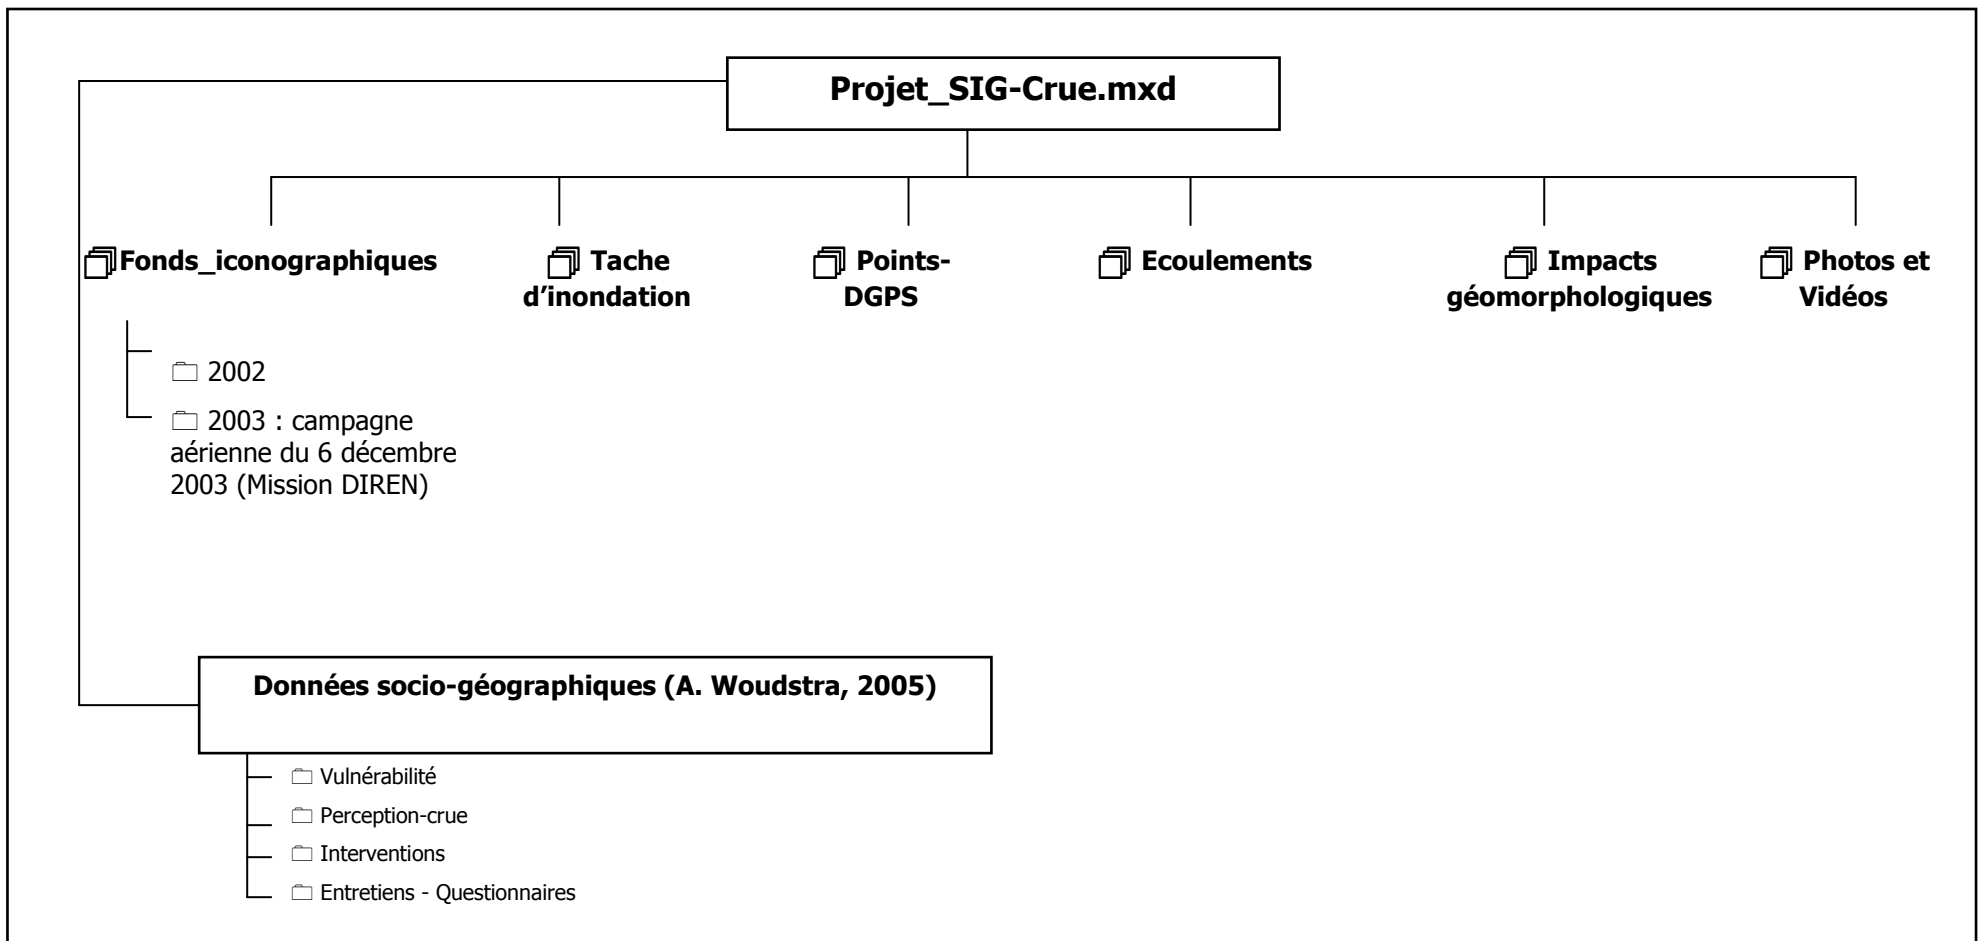 Projet_SIG-Crue.mxd
Fonds_iconographiques
Tache
d’inondation
Points-
DGPS
Ecoulements
Impacts
géomorphologiques
Photos et
Vidéos
2002
2003 : campagne
aérienne du 6 décembre
2003 (Mission DIREN)
Données socio-géographiques (A. Woudstra, 2005)
Vulnérabilité
Perception-crue
Interventions
Entretiens - Questionnaires